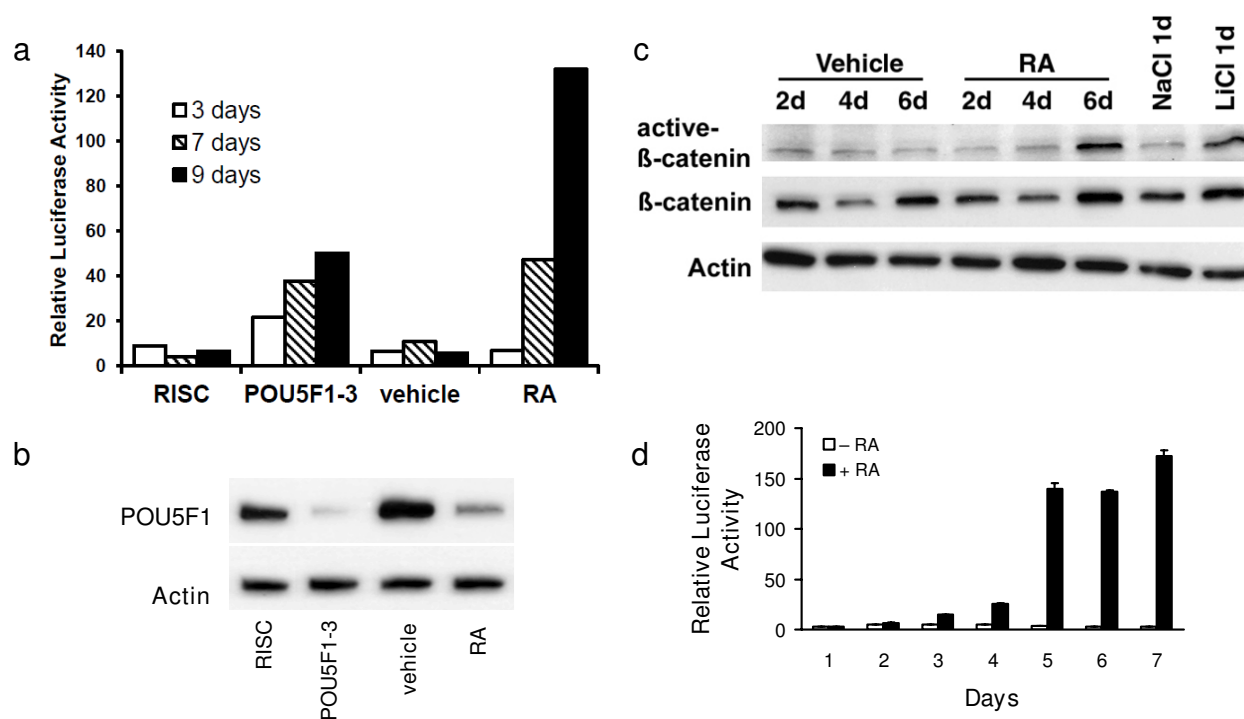 a
140
120
100
80
60
40
20
0
Relative Luciferase Activity
3 days
7 days
9 days
RISC POU5F1-3 vehicle RA
b
POU5F1
Actin
RISC
POU5F1-3
vehicle
RA
c
Vehicle RA
2d 4d 6d 2d 4d 6d
NaCl 1d
LiCl 1d
active-
ß-catenin
ß-catenin
Actin
d
Relative Luciferase
Activity
200
150
100
50
0
– RA
+ RA
1 2 3 4 5 6 7
Days